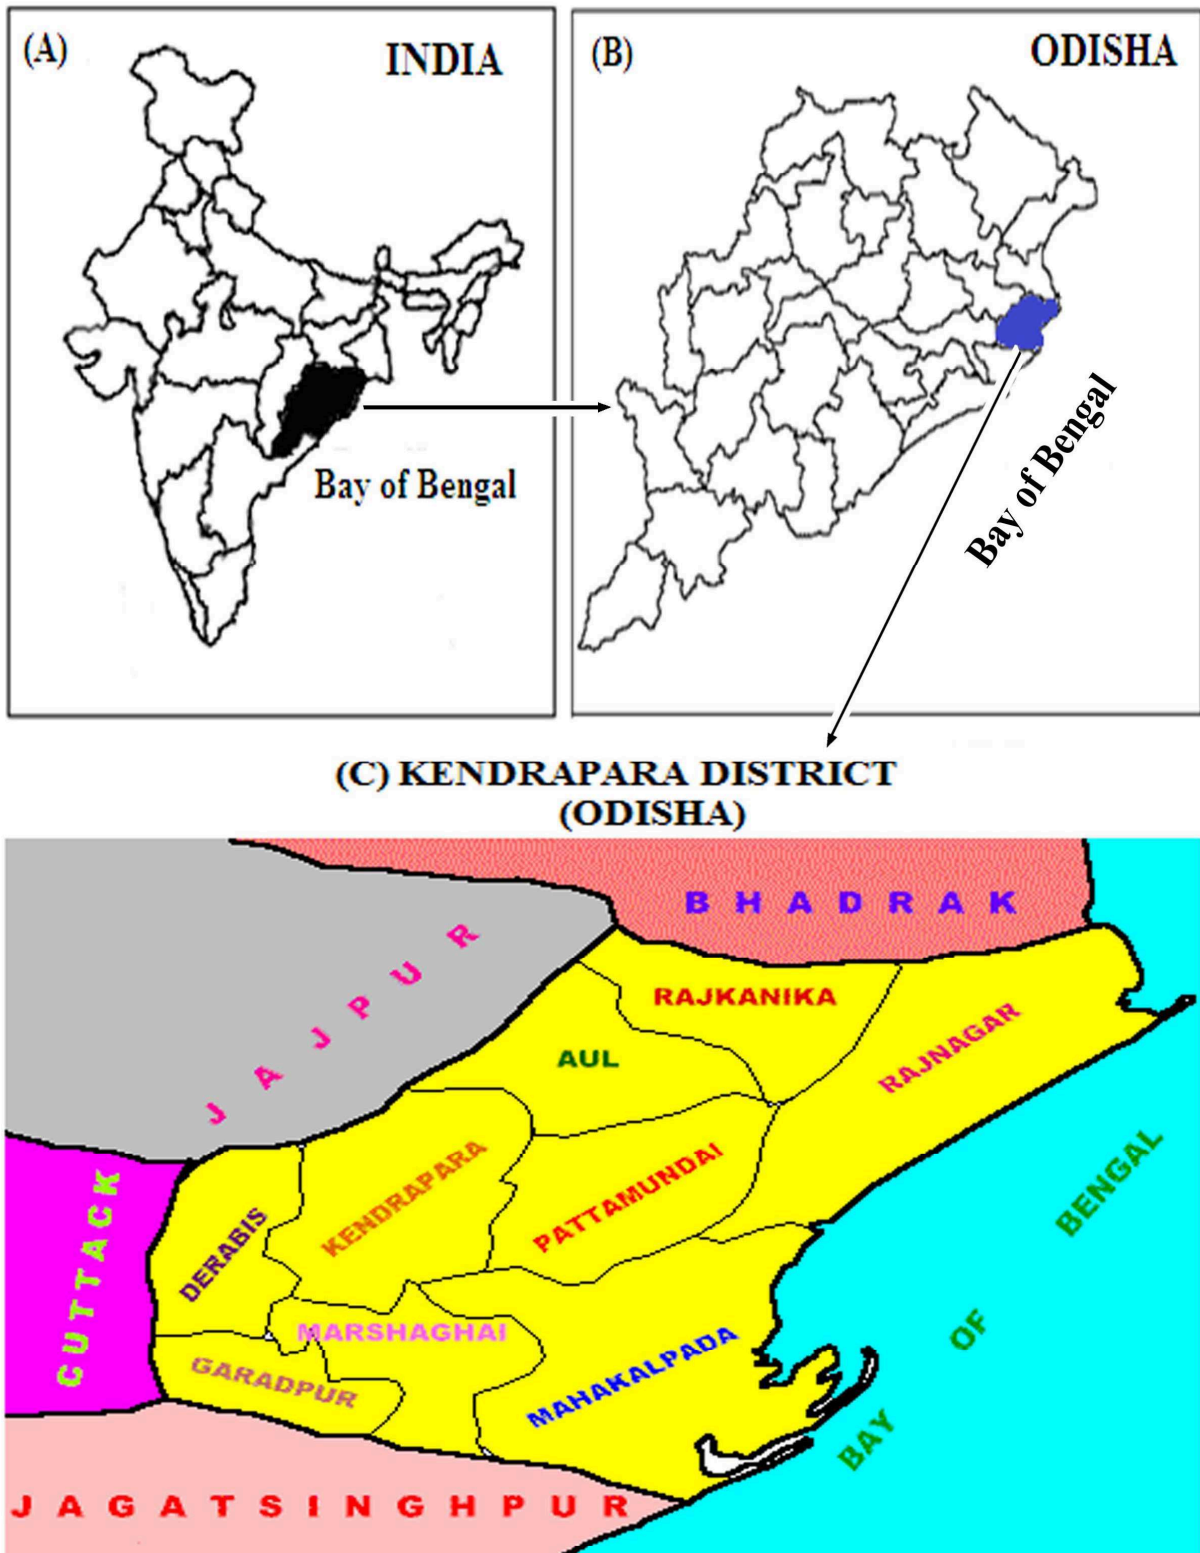 (A)
INDIA
Bay of Bengal
(B)
ODISHA
Bay of Bengal
(C) KENDRAPARA DISTRICT
(ODISHA)
BHADRAK
JAJPUR
RAJKANIKA
RAJNAGAR
AUL
KENDRAPARA
PATTAMUNDAI
CUTTACK
DERABIS
MARSHAGHAI
GARADPUR
MAHAKALPADA
BAY OF BENGAL
JAGATSINGHPUR